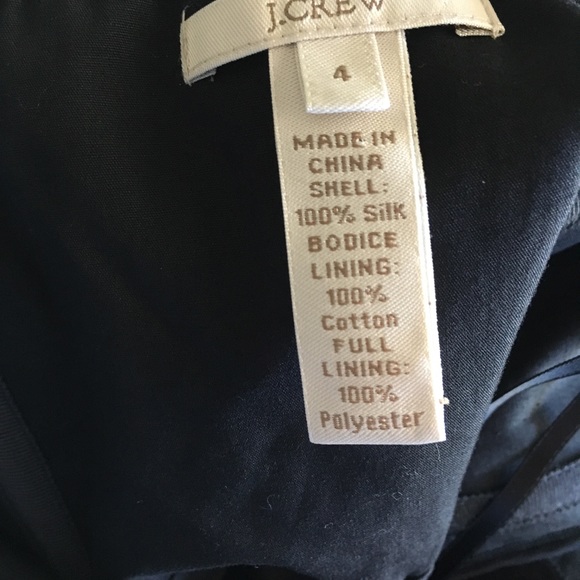 J.CREW
4
MADE IN
CHINA
SHELL:
100% Silk
BODICE
LINING:
100%
Cotton
FULL
LINING:
100%
Polyester